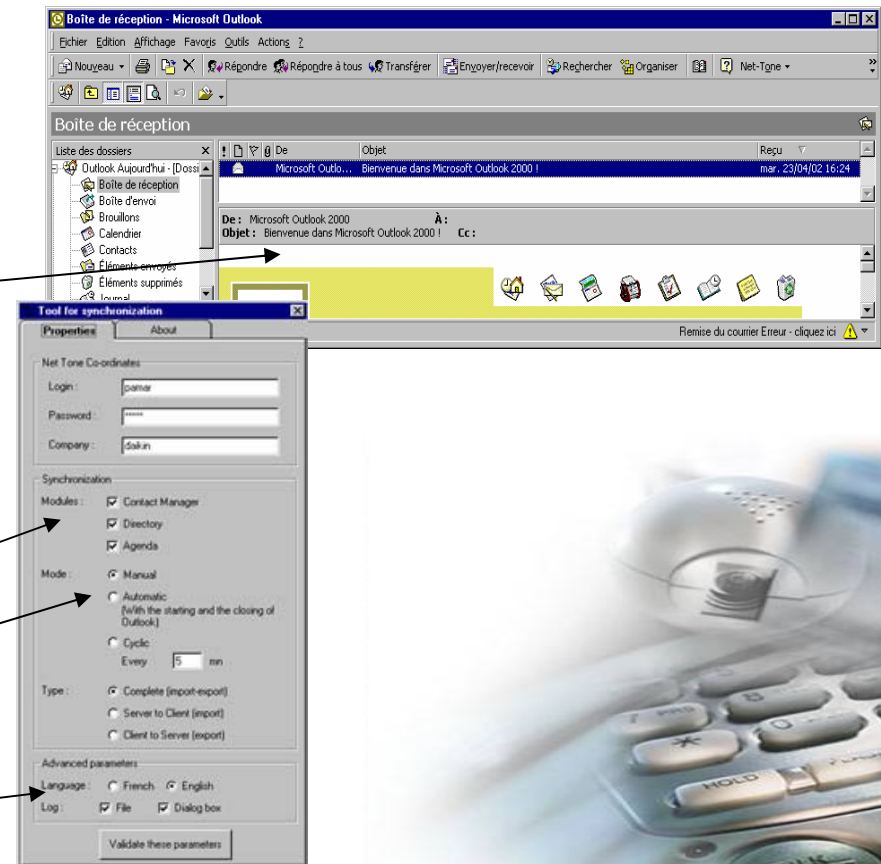 Boîte de réception - Microsoft Outlook
Fichier Edition Affichage Favoris Outils Actions ?
Nouveau Répondre Répondre à tous Transférer Envoyer/recevoir Rechercher Organiser Net-Tone
Boîte de réception
Liste des dossiers X ! De Objet Reçu
Outlook Aujourd'hui - [Dossi
Microsoft Outlo... Bienvenue dans Microsoft Outlook 2000 ! mar. 23/04/02 16:24
Boîte de réception
Boîte d'envoi
Brouillons
Calendrier
Contacts
Éléments envoyés
Éléments supprimés
Journal
De : Microsoft Outlook 2000 À :
Objet : Bienvenue dans Microsoft Outlook 2000 ! Cc :
Remise du courrier Erreur - cliquez ici
Tool for synchronization
Properties About
Net Tone Co-ordinates
Login : pamar
Password : *****
Company : daikin
Synchronization
Modules : Contact Manager
Directory
Agenda
Mode : Manual
Automatic
(With the starting and the closing of
Outlook)
Cyclic
Every 5 mn
Type : Complete (import-export)
Server to Client (import)
Client to Server (export)
Advanced parameters
Language : French English
Log : File Dialog box
Validate these parameters
HOLD